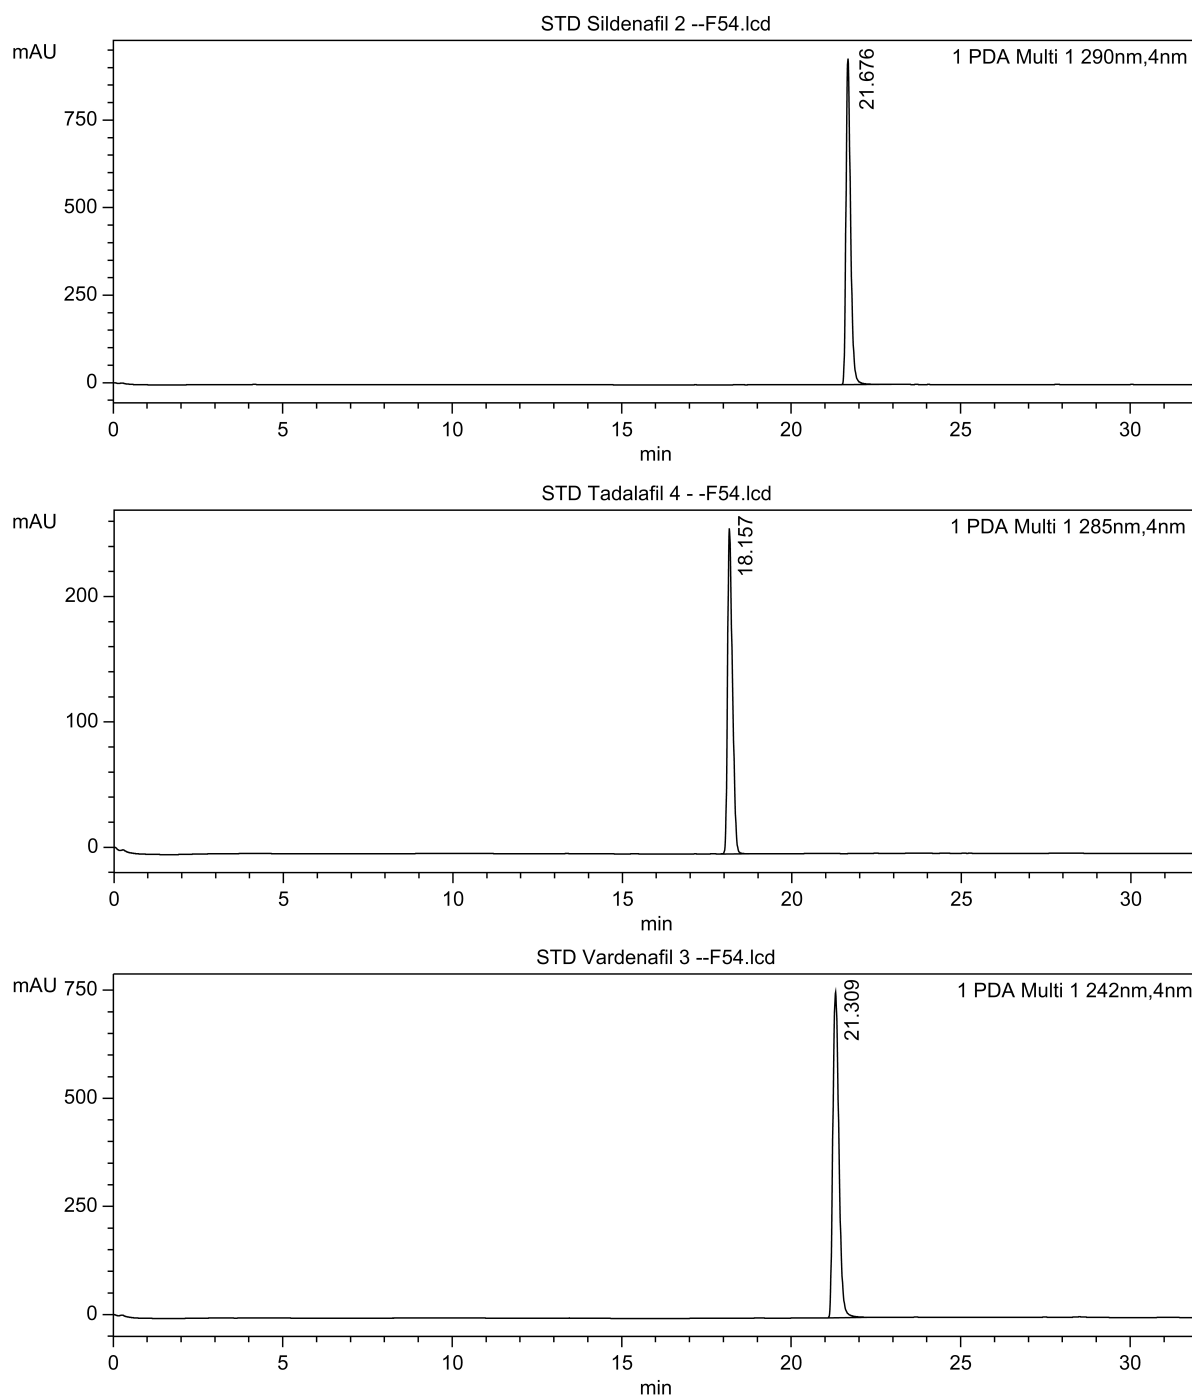 STD Sildenafil 2 --F54.lcd
mAU
1 PDA Multi 1 290nm,4nm
21.676
750
500
250
0
0 5 10 15 20 25 30
min
STD Tadalafil 4 - -F54.lcd
mAU
1 PDA Multi 1 285nm,4nm
18.157
200
100
0
0 5 10 15 20 25 30
min
STD Vardenafil 3 --F54.lcd
mAU
1 PDA Multi 1 242nm,4nm
21.309
750
500
250
0
0 5 10 15 20 25 30
min